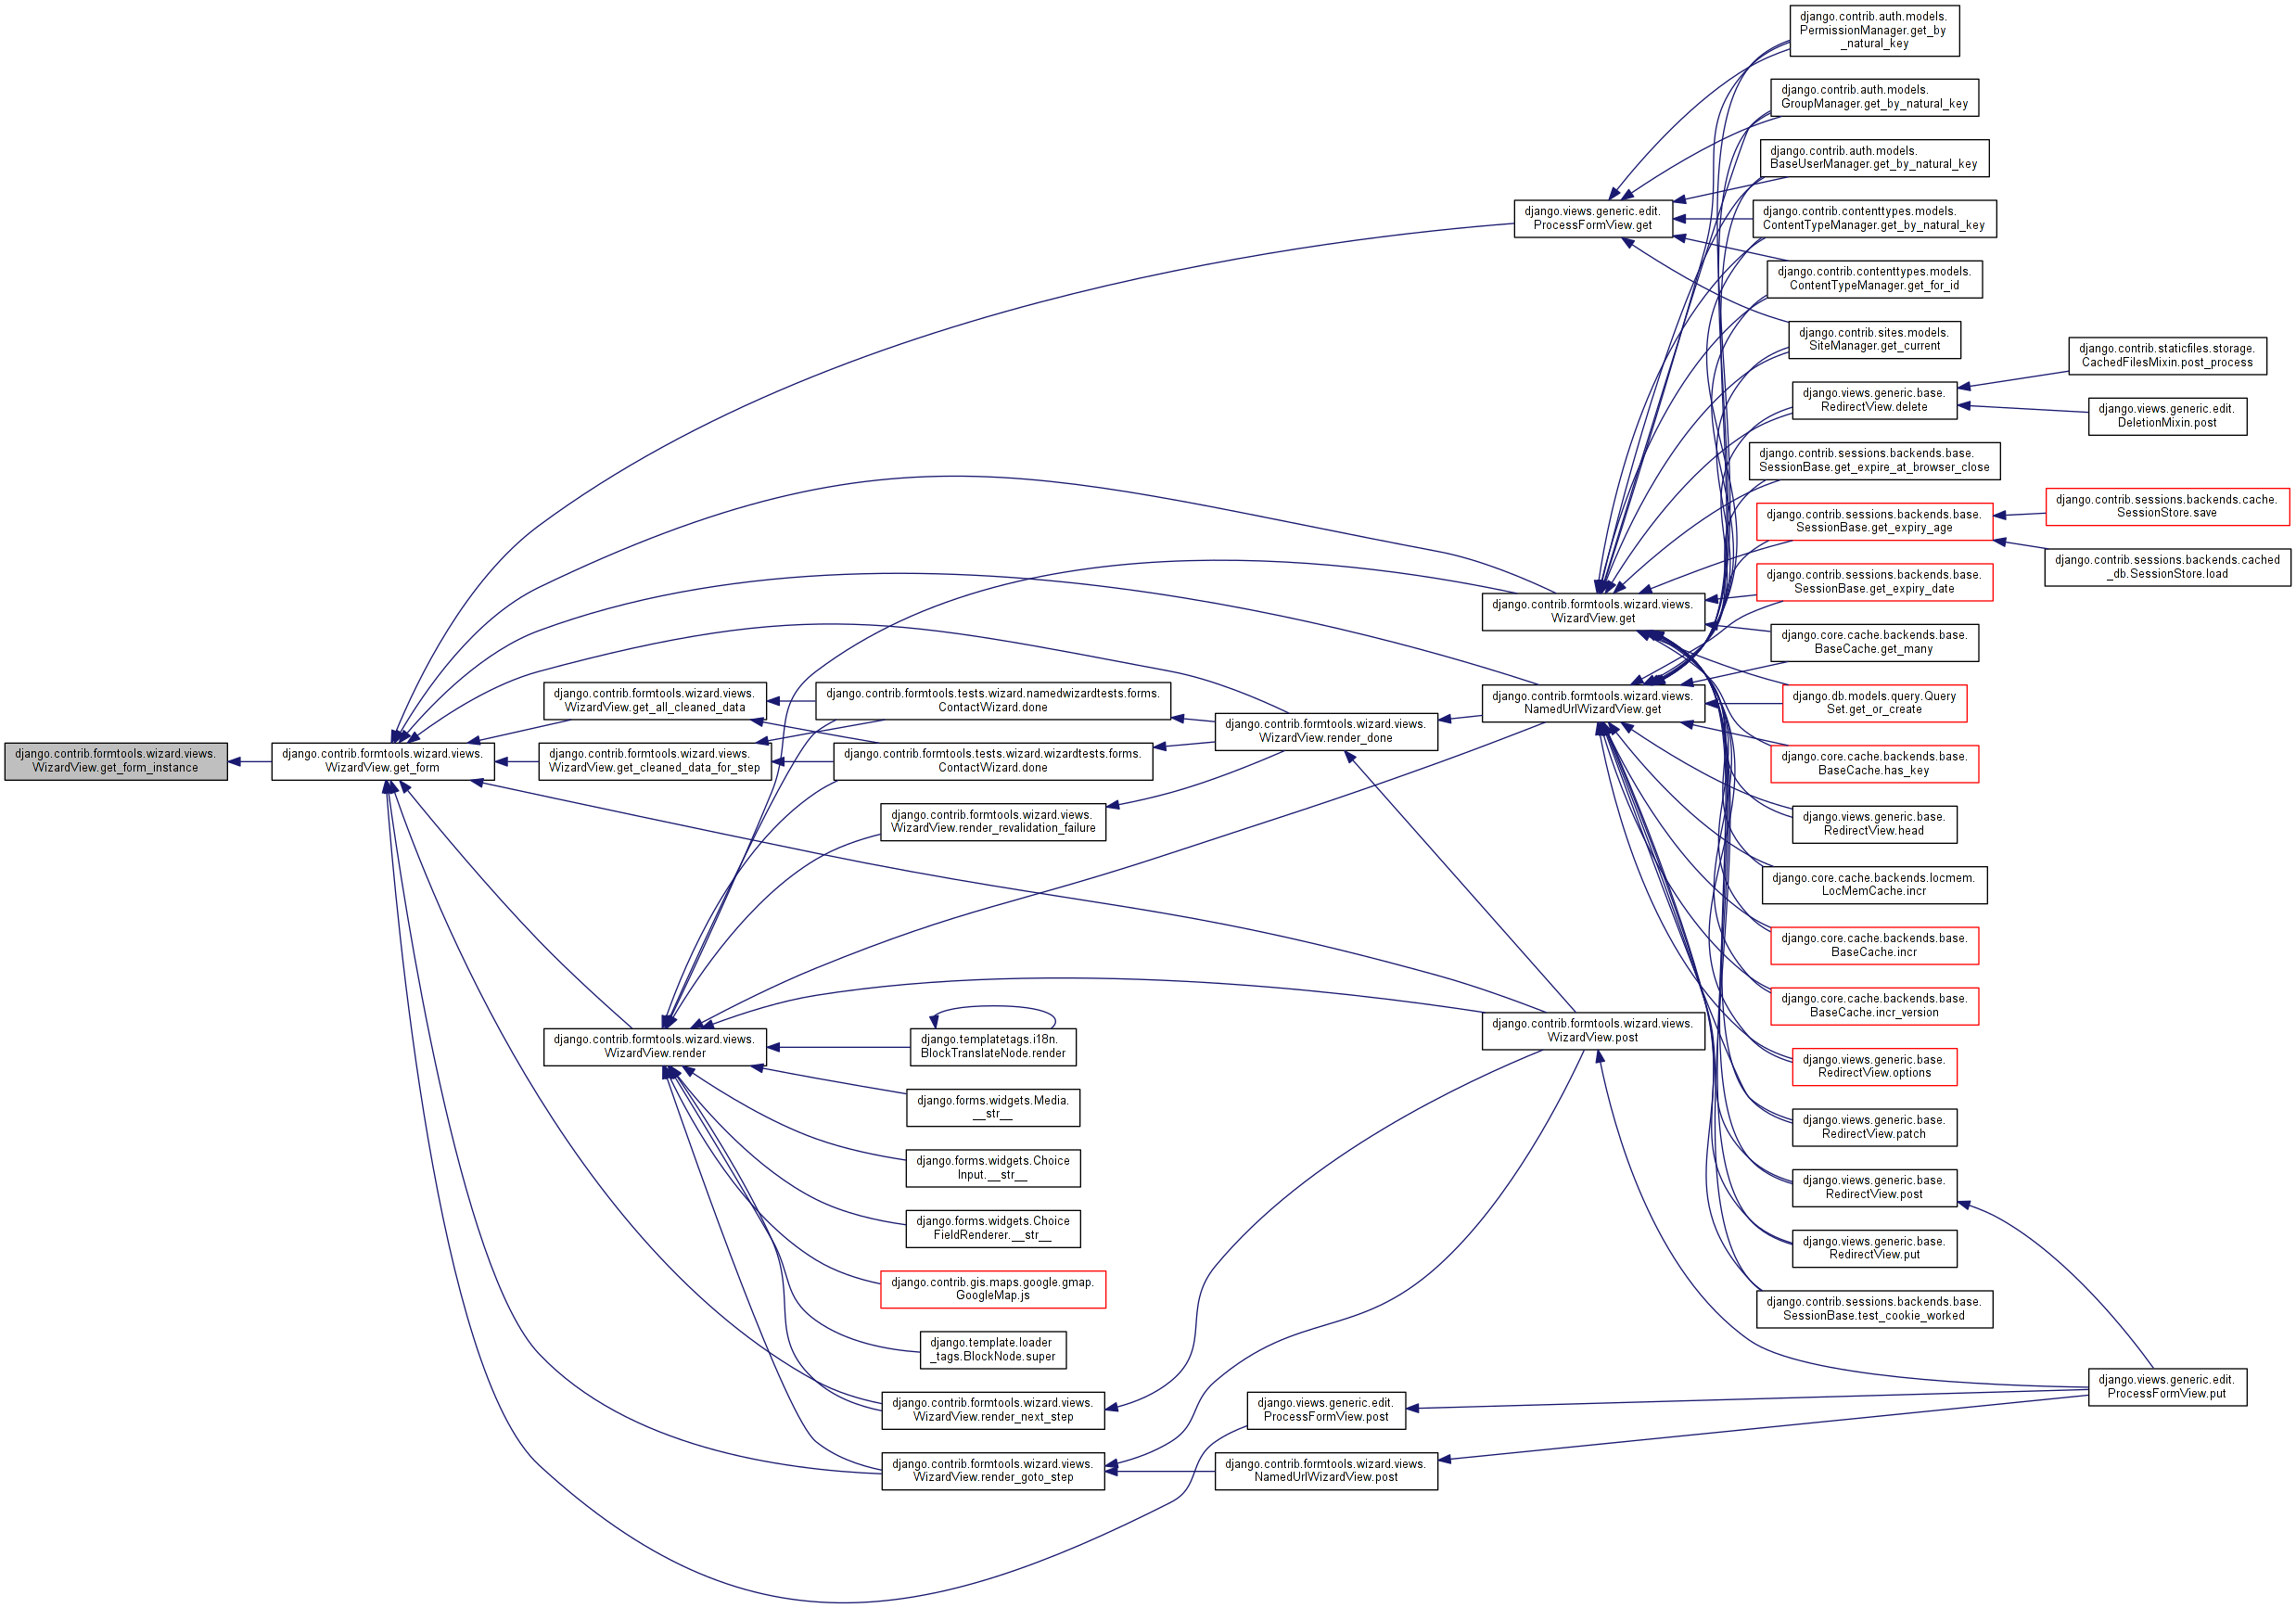 django.contrib.auth.models.
PermissionManager.get_by
_natural_key
django.contrib.auth.models.
GroupManager.get_by_natural_key
django.contrib.auth.models.
BaseUserManager.get_by_natural_key
django.views.generic.edit.
ProcessFormView.get
django.contrib.contenttypes.models.
ContentTypeManager.get_by_natural_key
django.contrib.contenttypes.models.
ContentTypeManager.get_for_id
django.contrib.sites.models.
SiteManager.get_current
django.contrib.staticfiles.storage.
CachedFilesMixin.post_process
django.views.generic.base.
RedirectView.delete
django.views.generic.edit.
DeletionMixin.post
django.contrib.sessions.backends.base.
SessionBase.get_expire_at_browser_close
django.contrib.sessions.backends.base.
SessionBase.get_expiry_age
django.contrib.sessions.backends.cache.
SessionStore.save
django.contrib.sessions.backends.cached
_db.SessionStore.load
django.contrib.sessions.backends.base.
SessionBase.get_expiry_date
django.contrib.formtools.wizard.views.
WizardView.get
django.core.cache.backends.base.
BaseCache.get_many
django.contrib.formtools.wizard.views.
WizardView.get_all_cleaned_data
django.contrib.formtools.tests.wizard.namedwizardtests.forms.
ContactWizard.done
django.contrib.formtools.wizard.views.
NamedUrlWizardView.get
django.db.models.query.Query
Set.get_or_create
django.contrib.formtools.wizard.views.
WizardView.render_done
django.contrib.formtools.wizard.views.
WizardView.get_form_instance
django.contrib.formtools.wizard.views.
WizardView.get_form
django.contrib.formtools.wizard.views.
WizardView.get_cleaned_data_for_step
django.contrib.formtools.tests.wizard.wizardtests.forms.
ContactWizard.done
django.core.cache.backends.base.
BaseCache.has_key
django.contrib.formtools.wizard.views.
WizardView.render_revalidation_failure
django.views.generic.base.
RedirectView.head
django.core.cache.backends.locmem.
LocMemCache.incr
django.core.cache.backends.base.
BaseCache.incr
django.core.cache.backends.base.
BaseCache.incr_version
django.contrib.formtools.wizard.views.
WizardView.post
django.contrib.formtools.wizard.views.
WizardView.render
django.templatetags.i18n.
BlockTranslateNode.render
django.views.generic.base.
RedirectView.options
django.forms.widgets.Media.
__str__
django.views.generic.base.
RedirectView.patch
django.forms.widgets.Choice
Input.__str__
django.views.generic.base.
RedirectView.post
django.forms.widgets.Choice
FieldRenderer.__str__
django.views.generic.base.
RedirectView.put
django.contrib.gis.maps.google.gmap.
GoogleMap.js
django.contrib.sessions.backends.base.
SessionBase.test_cookie_worked
django.template.loader
_tags.BlockNode.super
django.views.generic.edit.
ProcessFormView.put
django.contrib.formtools.wizard.views.
WizardView.render_next_step
django.views.generic.edit.
ProcessFormView.post
django.contrib.formtools.wizard.views.
WizardView.render_goto_step
django.contrib.formtools.wizard.views.
NamedUrlWizardView.post